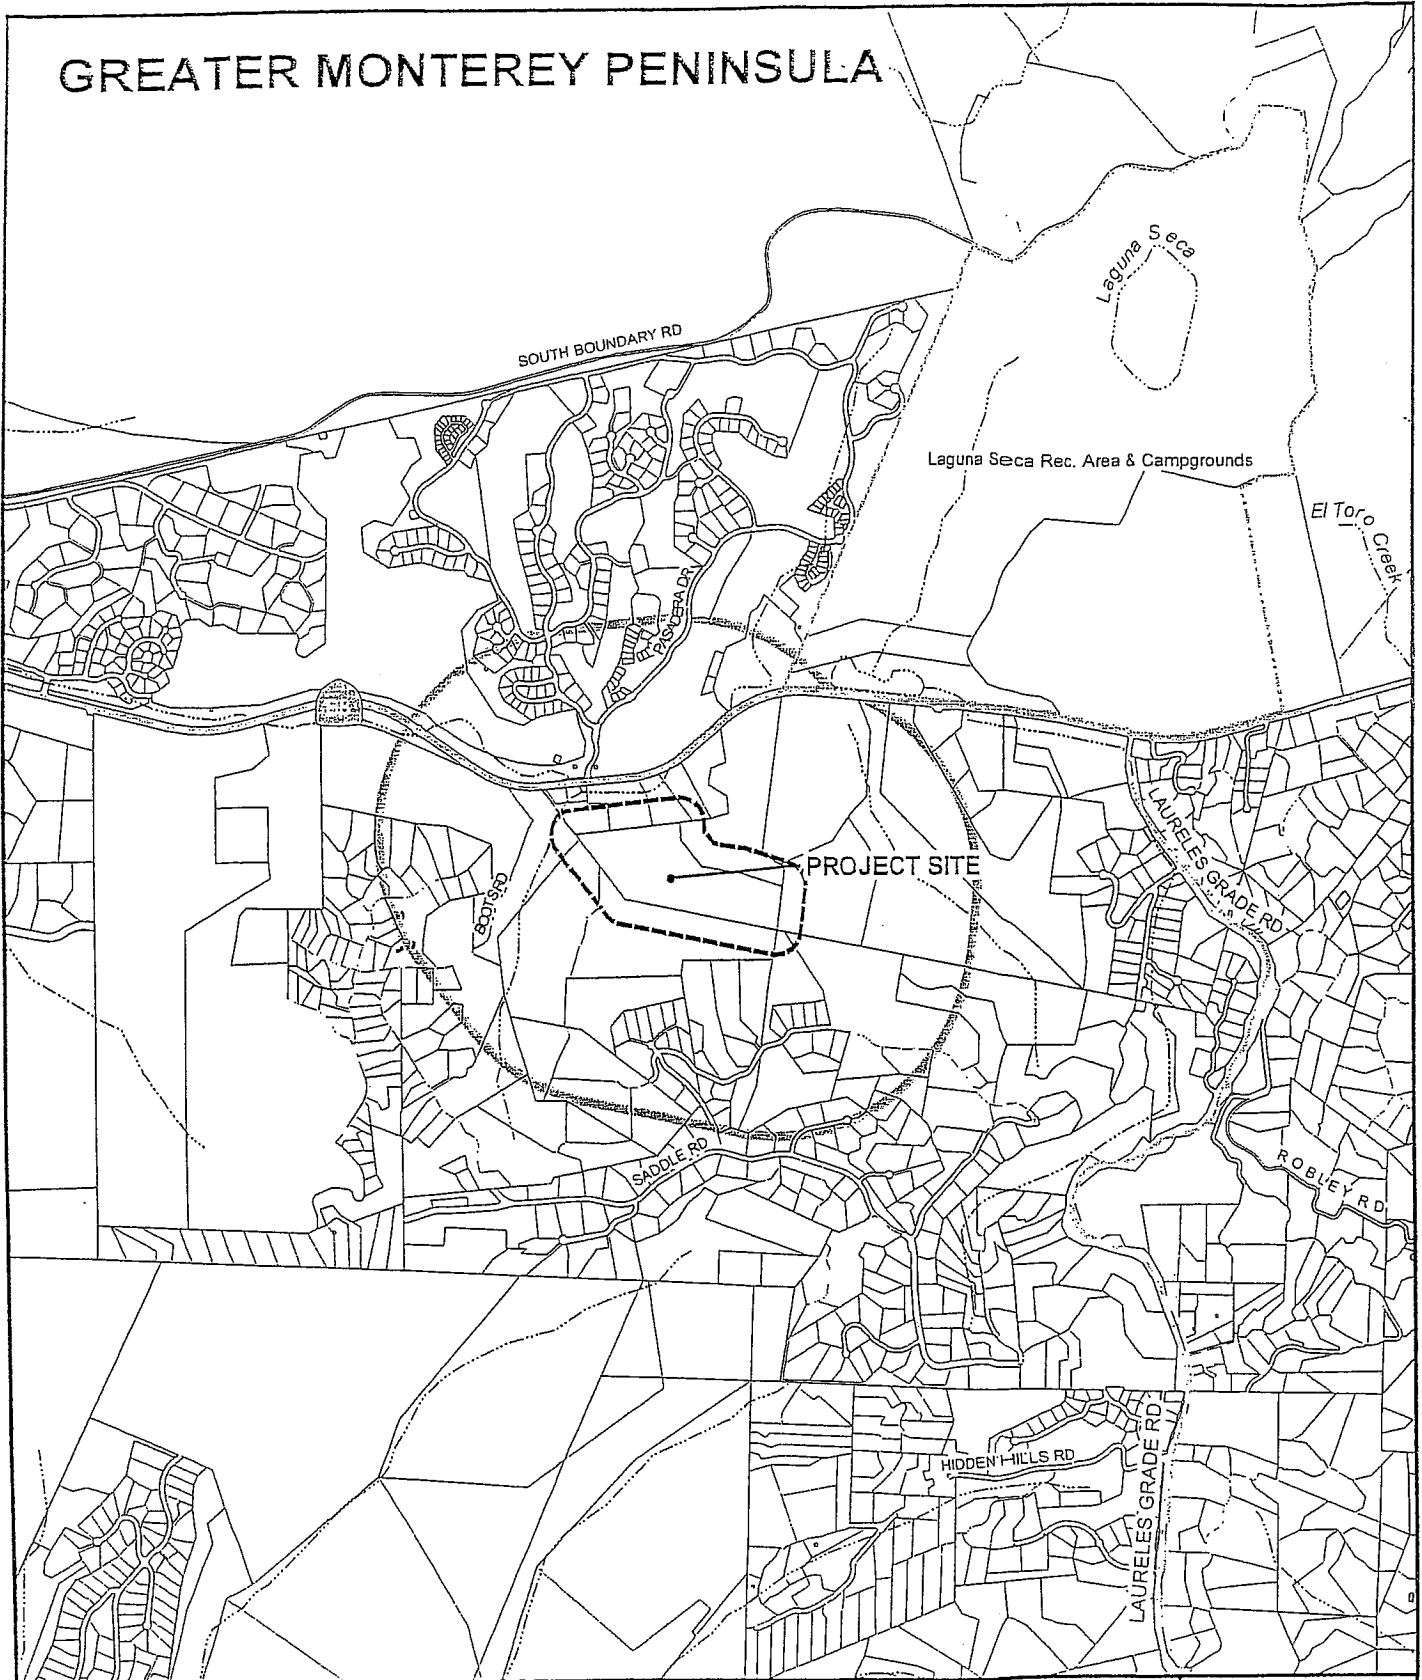 GREATER MONTEREY PENINSULA
Laguna Seca
SOUTH BOUNDARY RD
Laguna Seca Rec. Area & Campgrounds
El Toro Creek
PASADERA DR
LAURELES GRADE RD
PROJECT SITE
BOOTS RD
SADDLE RD
ROBLEY RD
HIDDEN HILLS RD
LAURELES GRADE RD